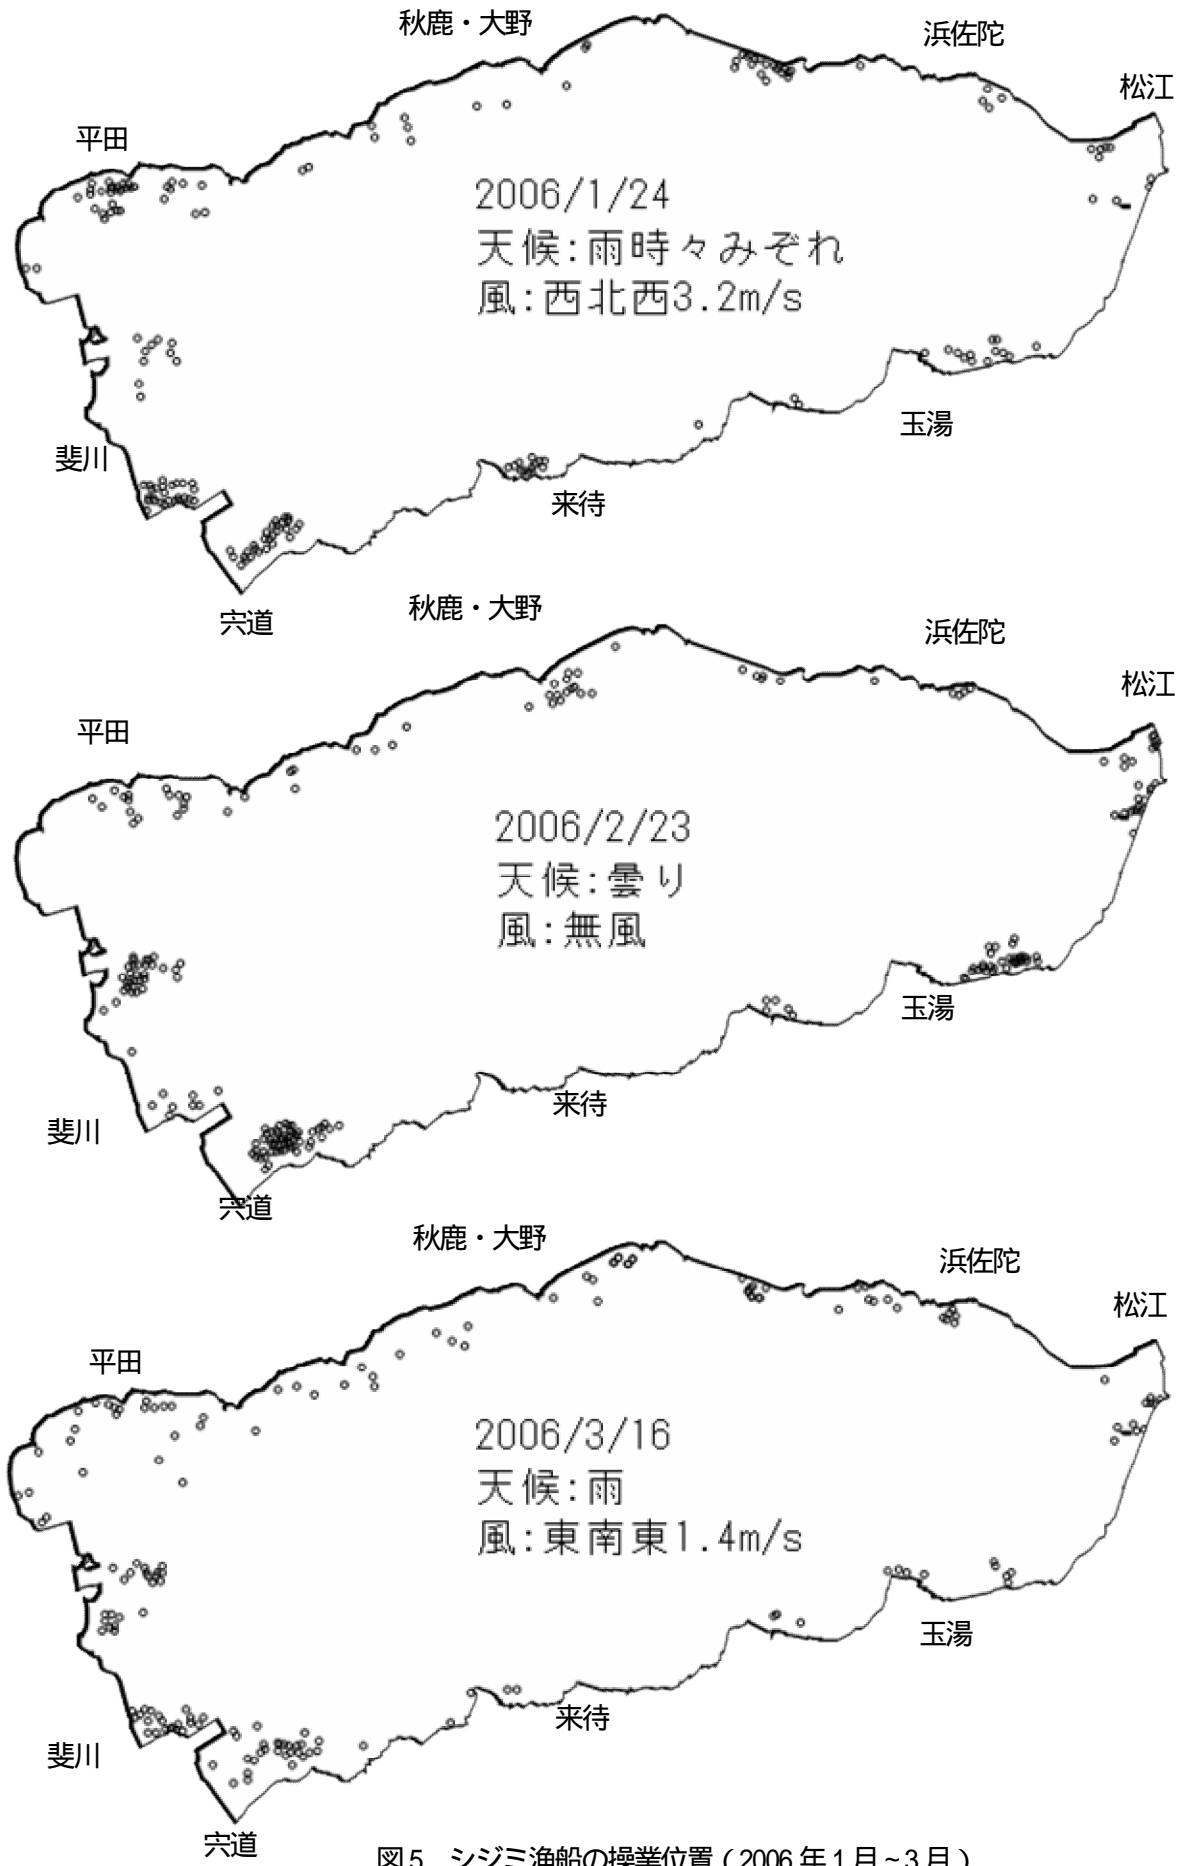 秋鹿・大野
浜佐陀
松江
平田
2006/1/24
天候:雨時々みぞれ
風:西北西3.2m/s
玉湯
斐川
来待
宍道
秋鹿・大野
浜佐陀
松江
平田
2006/2/23
天候:曇り
風:無風
玉湯
来待
斐川
宍道
秋鹿・大野
浜佐陀
松江
平田
2006/3/16
天候:雨
風:東南東1.4m/s
玉湯
来待
斐川
宍道
図5 シジミ漁船の操業位置(2006年1月~3月)